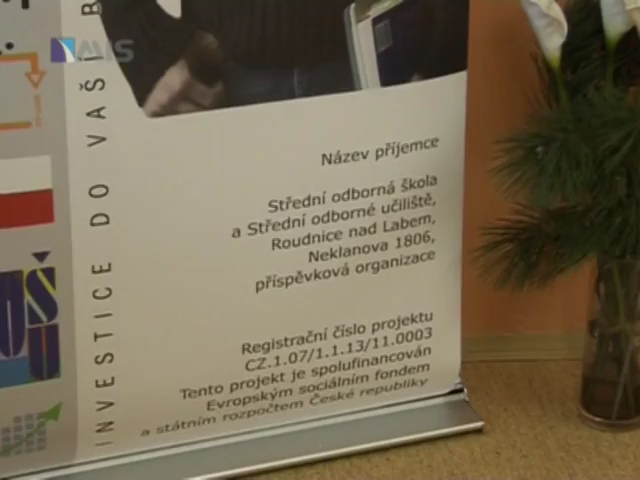 MIS
INVESTICE DO VAŠÍ B
Název příjemce
Střední odborná škola
a Střední odborné učiliště,
Roudnice nad Labem,
Neklanova 1806,
příspěvková organizace
Registrační číslo projektu
CZ.1.07/1.1.13/11.0003
Tento projekt je spolufinancován
Evropským sociálním fondem
a státním rozpočtem České republiky